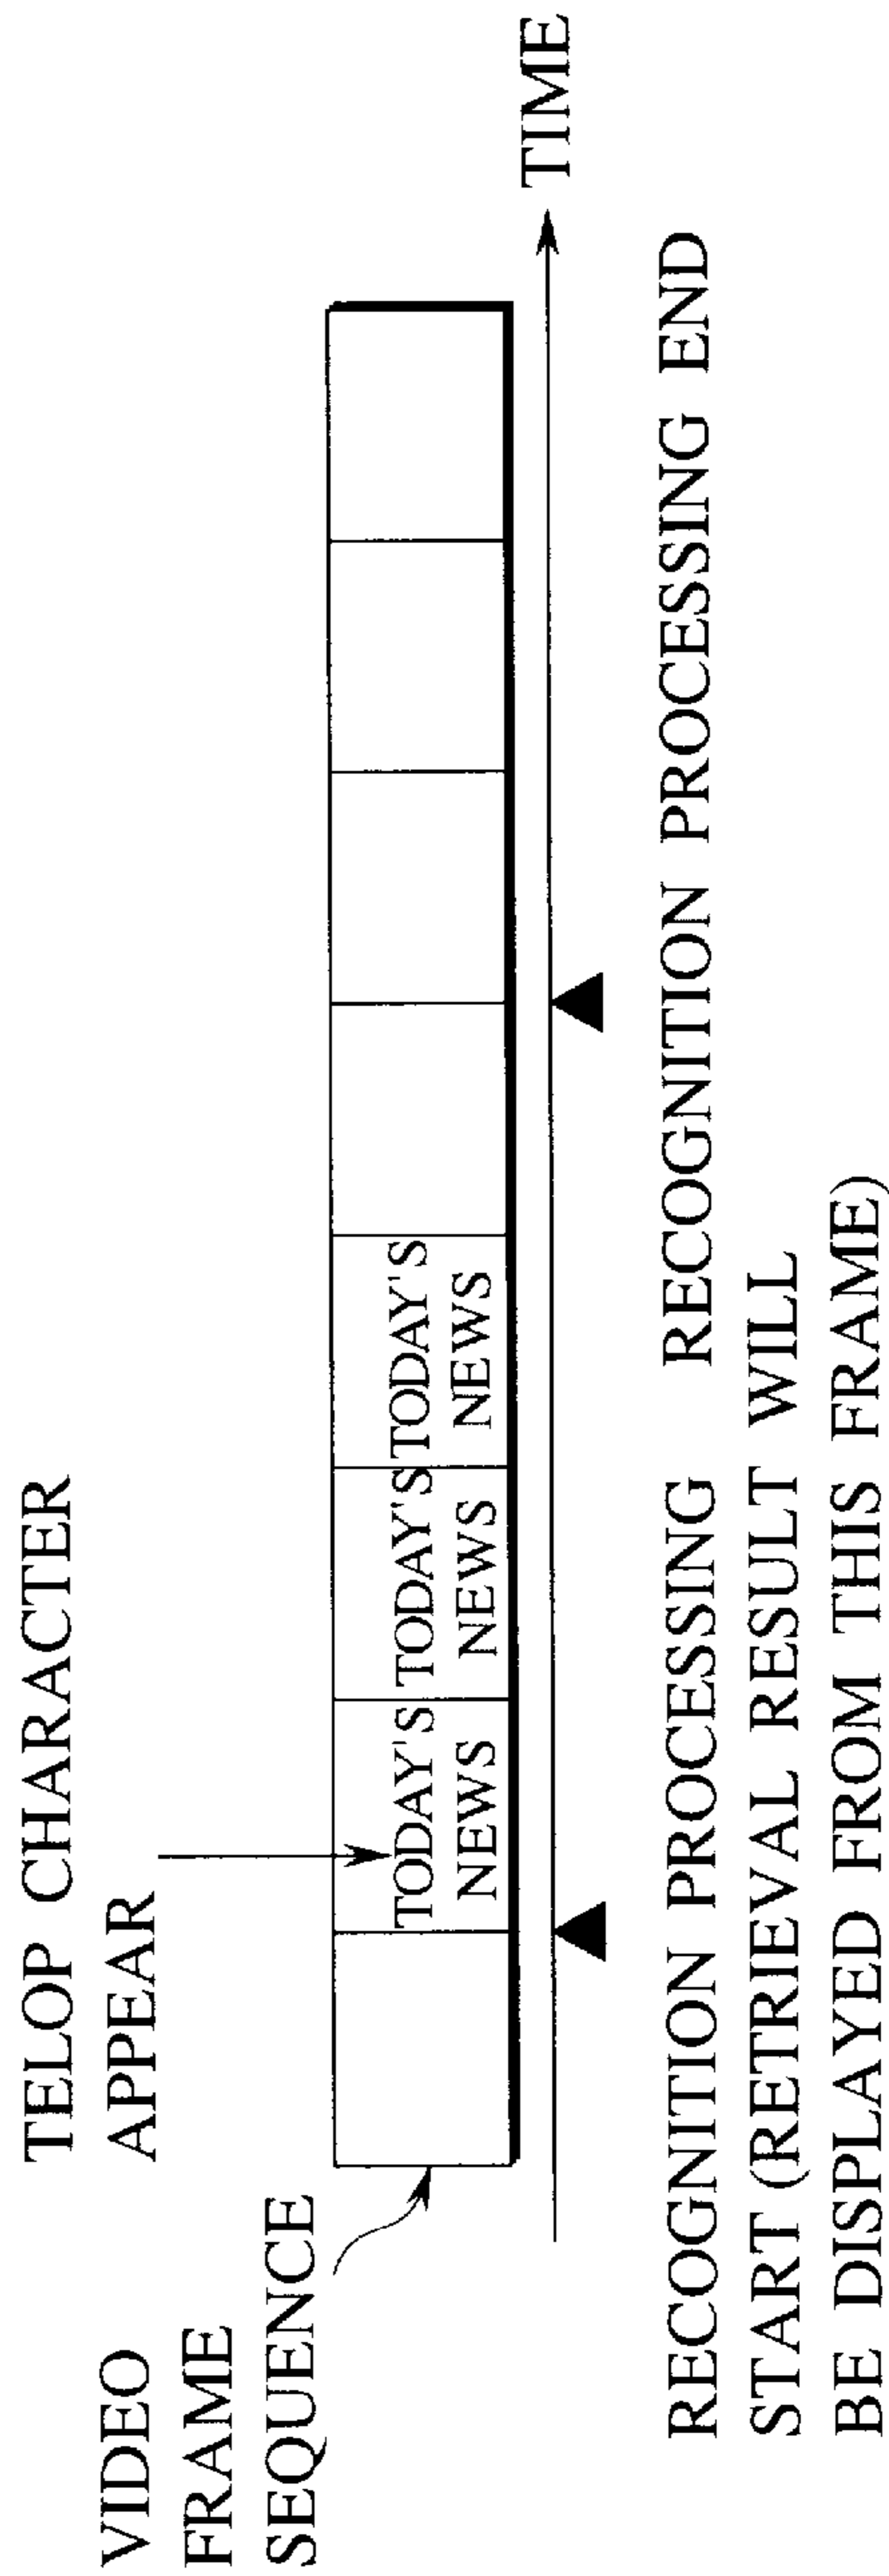 TELOP CHARACTER
APPEAR
VIDEO
FRAME
SEQUENCE
TODAY'S
NEWS
TODAY'S
NEWS
TODAY'S
NEWS
TIME
RECOGNITION PROCESSING
START (RETRIEVAL RESULT WILL
BE DISPLAYED FROM THIS FRAME)
RECOGNITION PROCESSING END